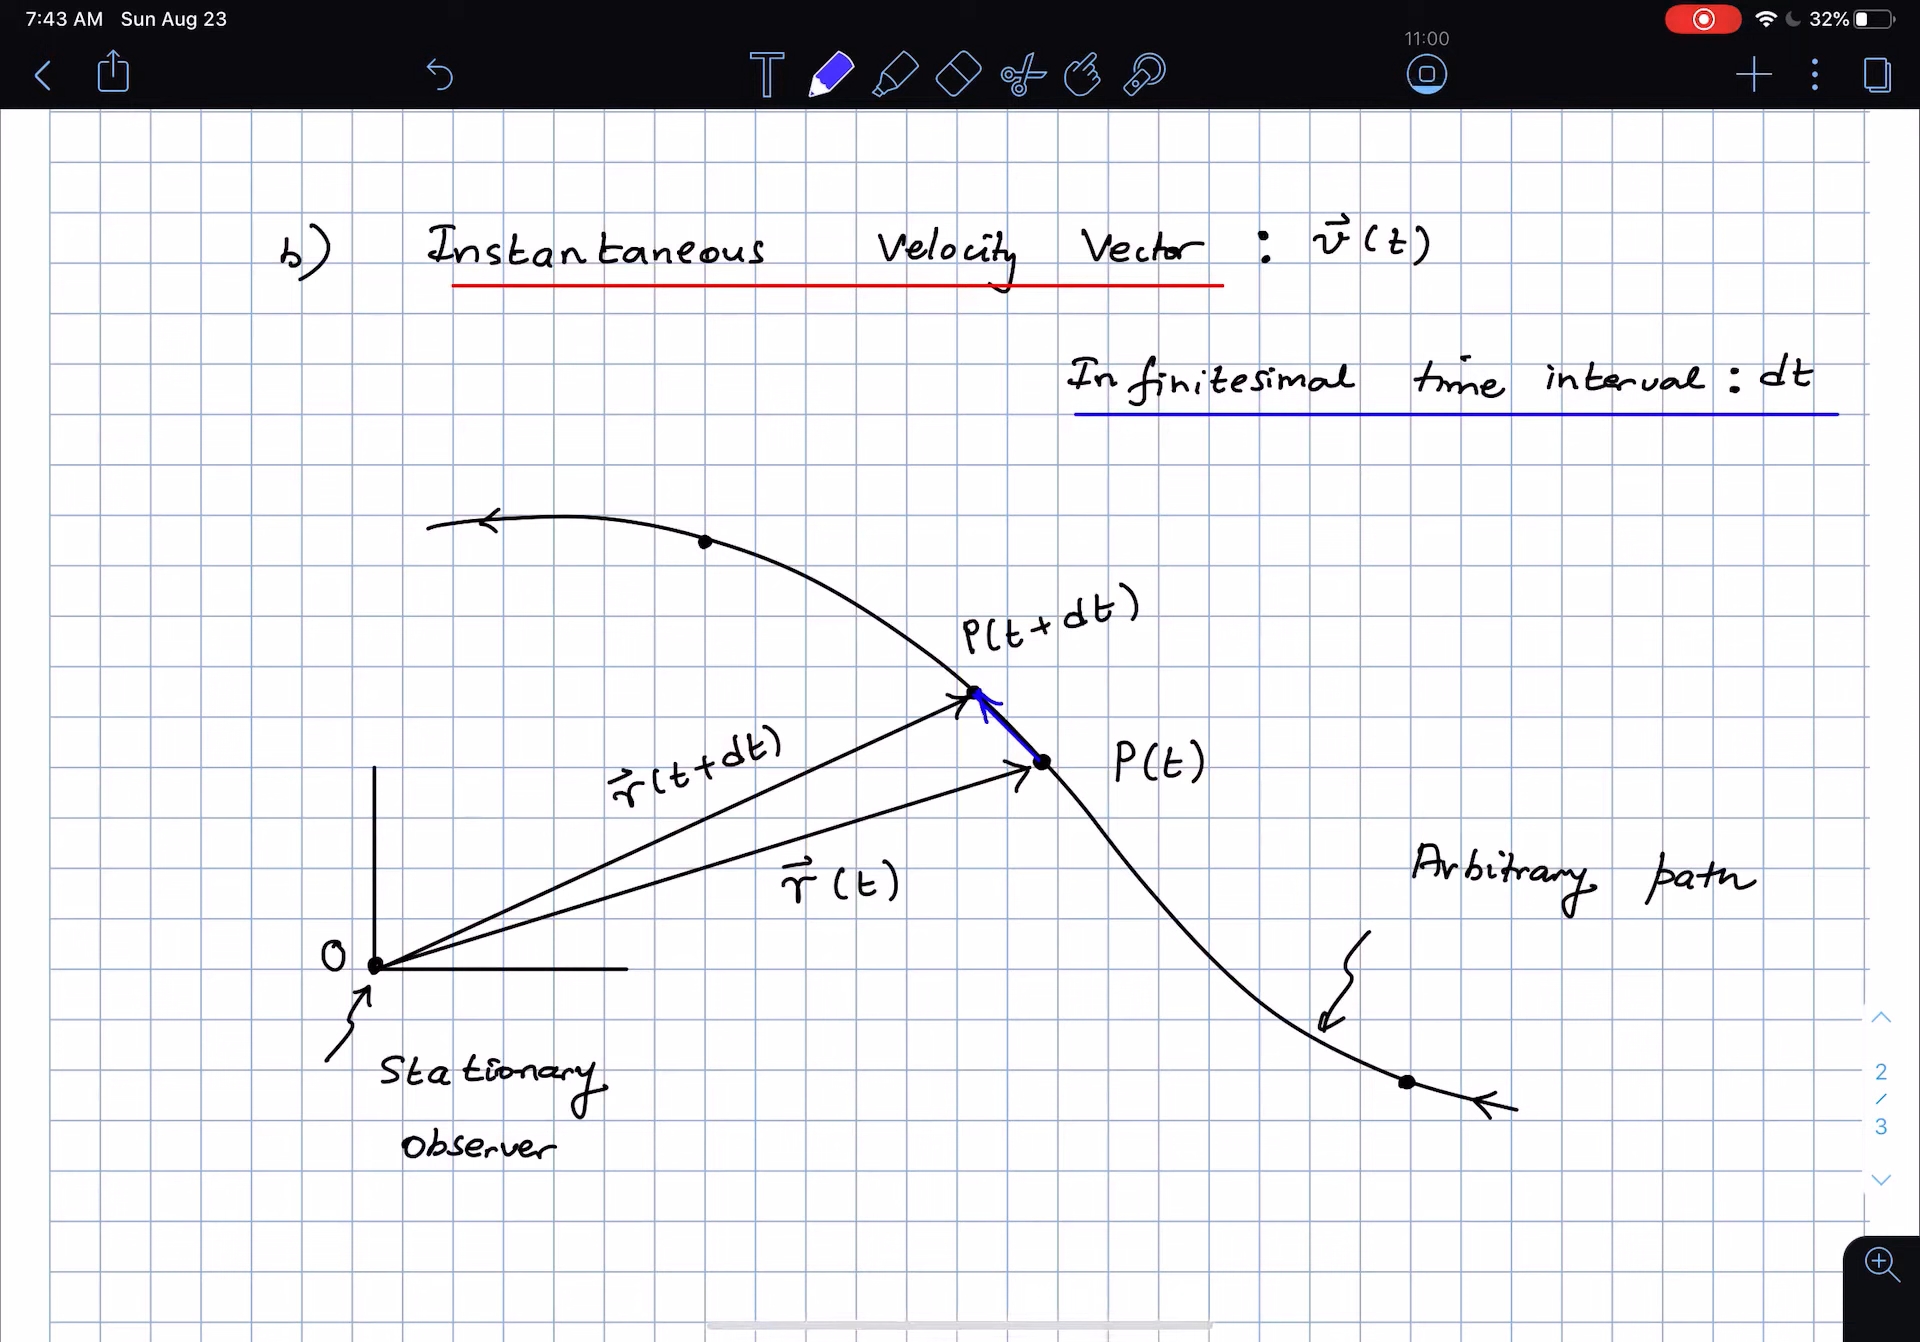 7:43 AM Sun Aug 23
32%
11:00
b) Instantaneous Velocity Vector : v⃗(t)
Infinitesimal time interval : dt
P(t+dt)
r⃗(t+dt)
P(t)
r⃗(t)
Arbitrary path
O
Stationary
Observer
2
/
3